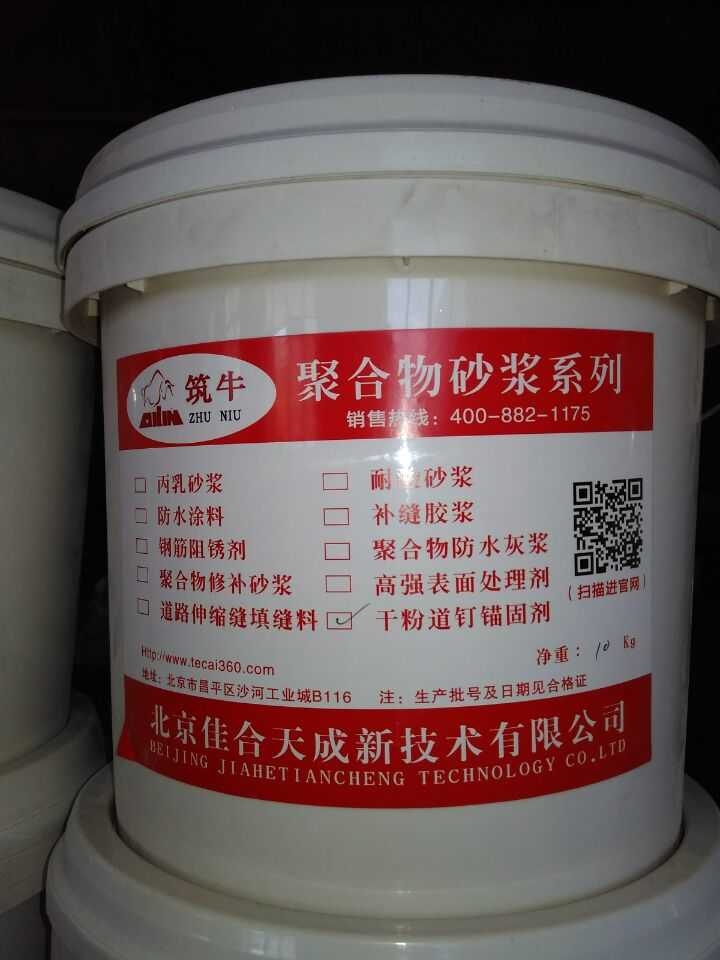 筑牛
ZHU NIU
聚合物砂浆系列
销售热线：400-882-1175
□ 丙乳砂浆
□ 防水涂料
□ 钢筋阻锈剂
□ 聚合物修补砂浆
□ 道路伸缩缝填缝料
□ 耐酸砂浆
□ 补缝胶浆
□ 聚合物防水灰浆
□ 高强表面处理剂
☑ 干粉道钉锚固剂
（扫描进官网）
净重：10 Kg
Http://www.tecai360.com
地址：北京市昌平区沙河工业城B116 注：生产批号及日期见合格证
北京佳合天成新技术有限公司
BEIJING JIAHETIANCHENG TECHNOLOGY CO.LTD